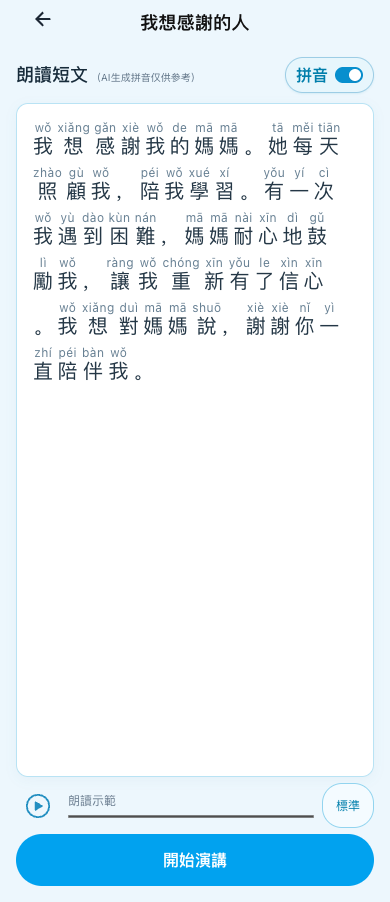 我想感謝的人
朗讀短文 (AI生成拼音仅供参考)
拼音
wǒ xiǎng gǎn xiè wǒ de mā mā tā měi tiān
我想感謝我的媽媽。她每天
zhào gù wǒ péi wǒ xué xí yǒu yí cì
照顧我，陪我學習。有一次
wǒ yù dào kùn nán mā mā nài xīn dì gǔ
我遇到困難，媽媽耐心地鼓
lì wǒ ràng wǒ chóng xīn yǒu le xìn xīn
勵我，讓我重新有了信心
wǒ xiǎng duì mā mā shuō xiè xiè nǐ yì
。我想對媽媽說，謝謝你一
zhí péi bàn wǒ
直陪伴我。
朗讀示範
標準
開始演講